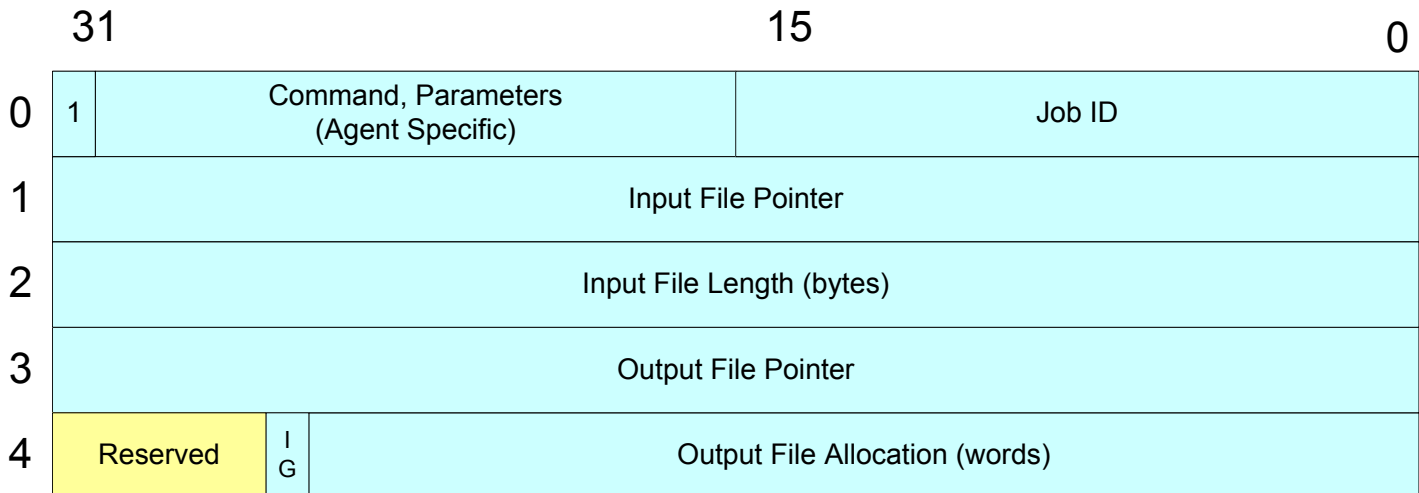 31 15 0
0 1 Command, Parameters
(Agent Specific) Job ID
1 Input File Pointer
2 Input File Length (bytes)
3 Output File Pointer
4 Reserved I
G Output File Allocation (words)